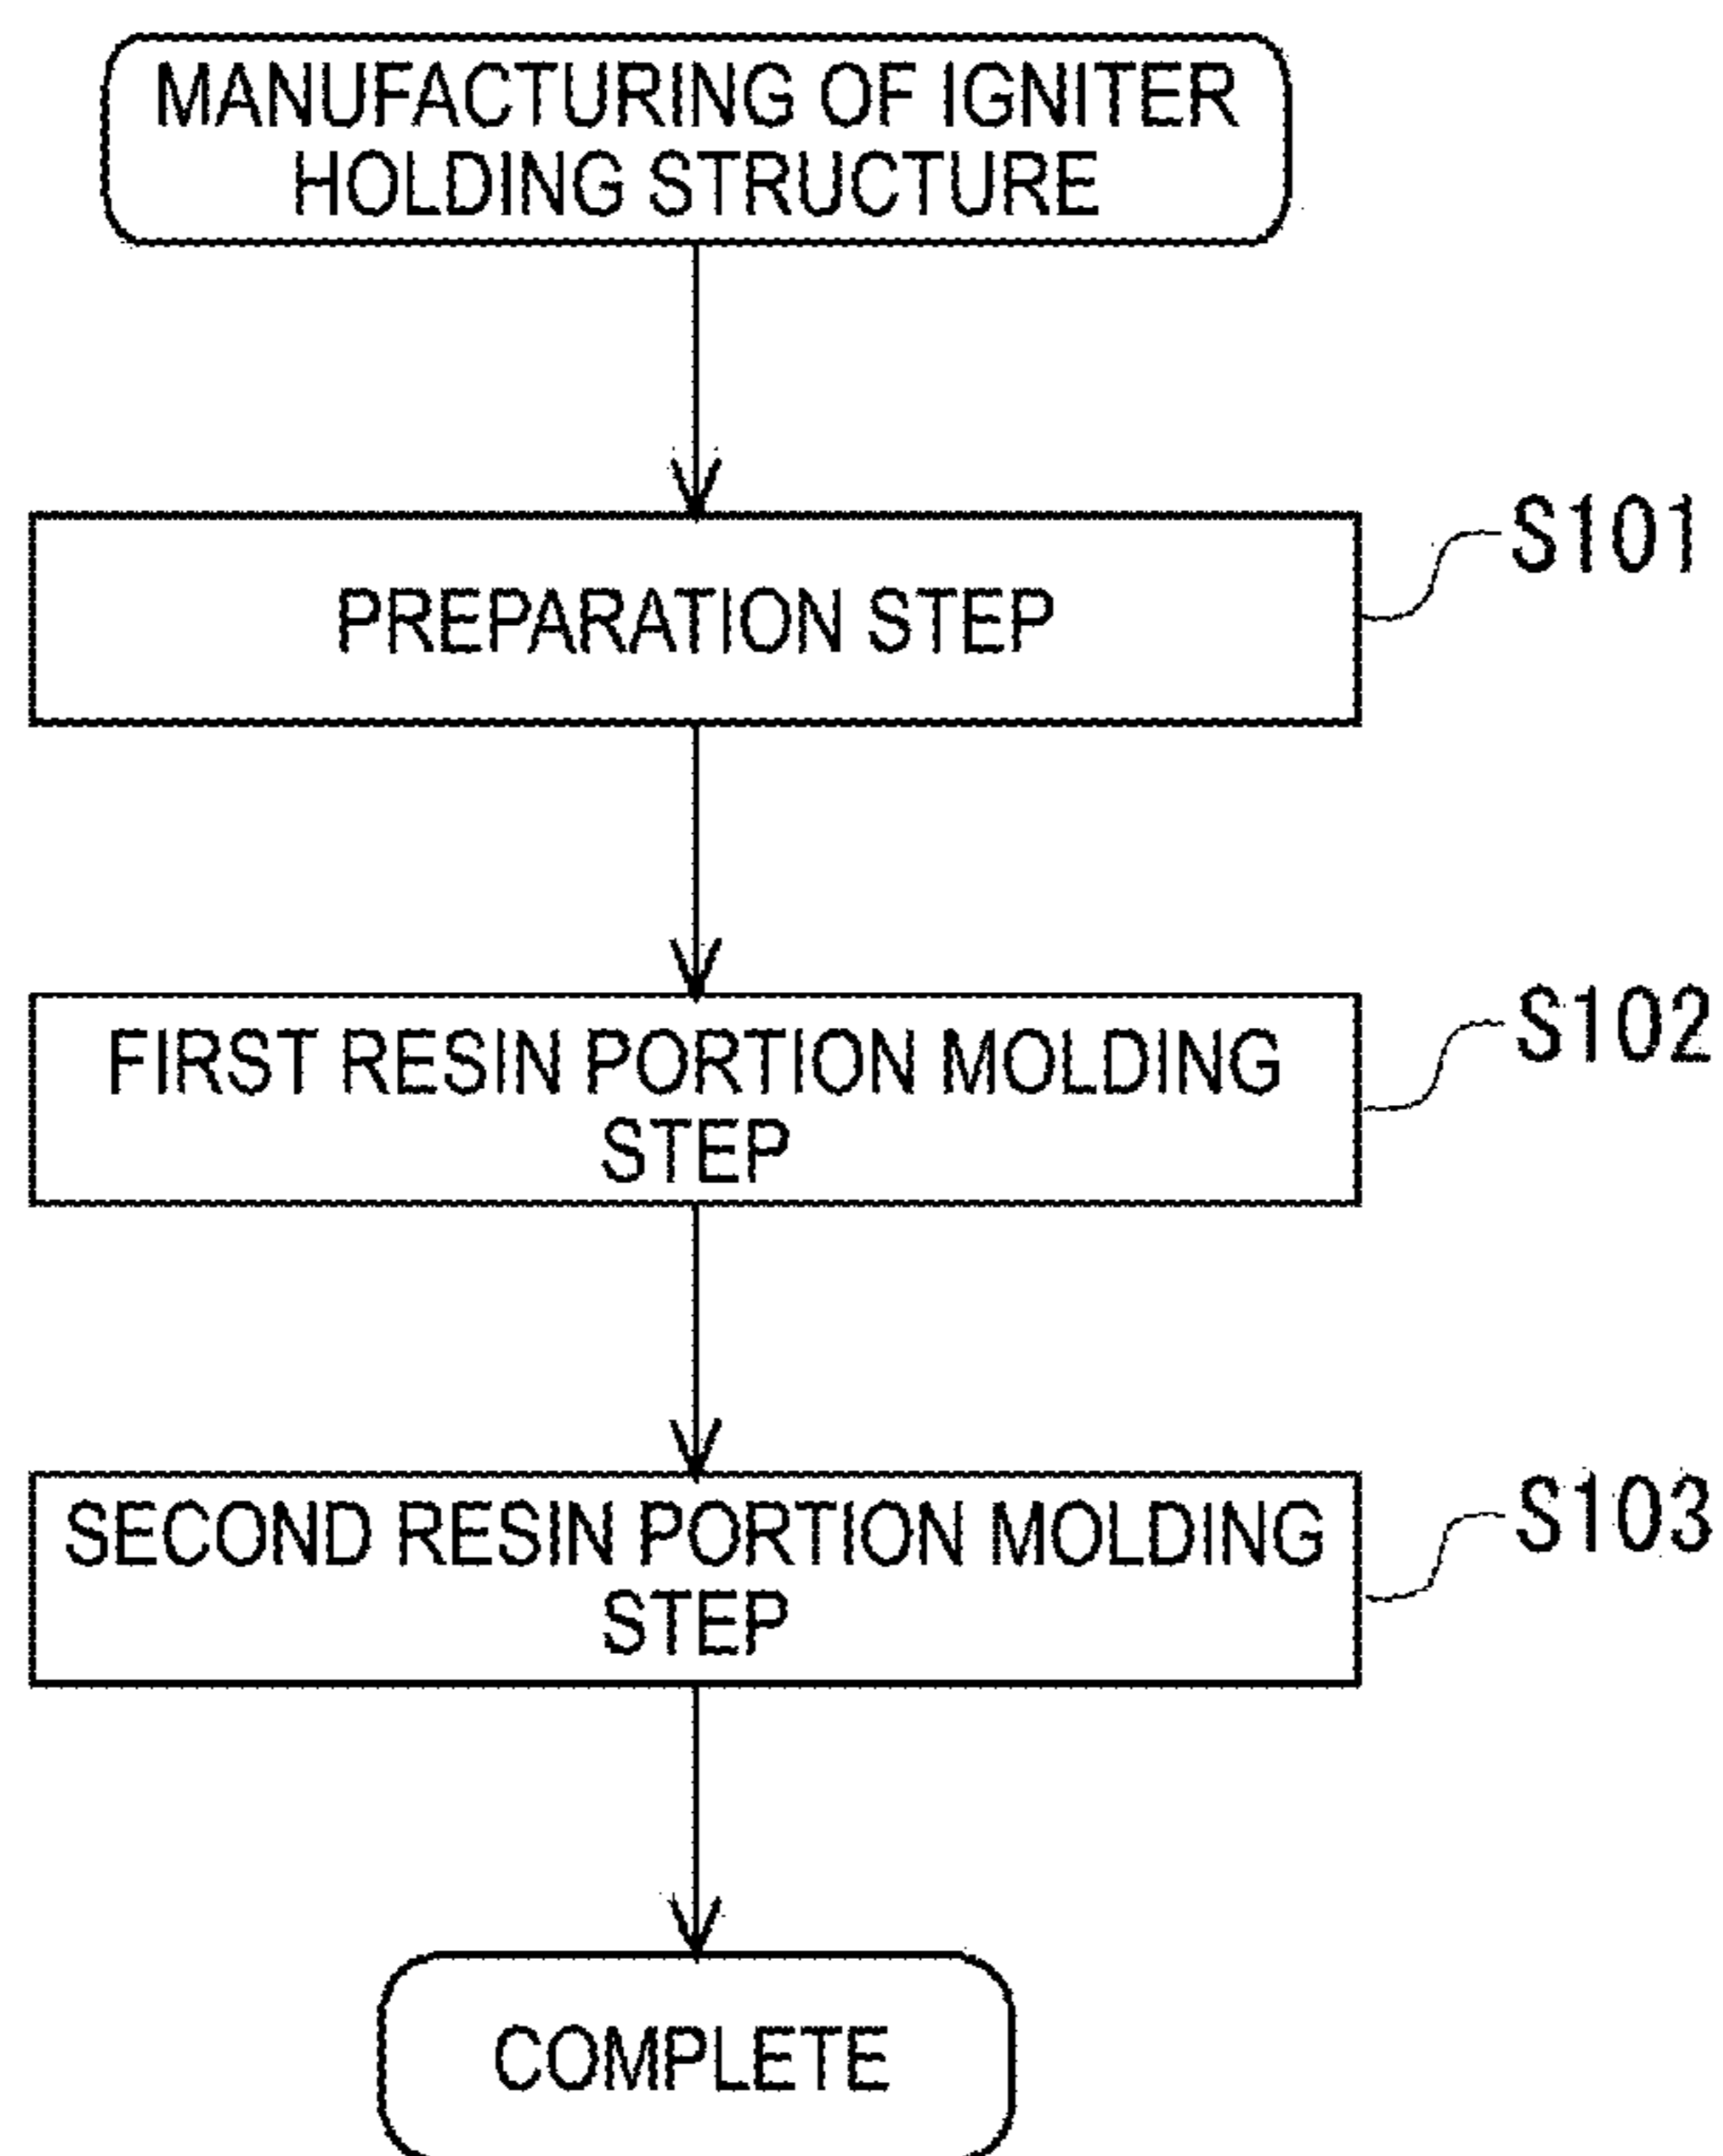 MANUFACTURING OF IGNITER
HOLDING STRUCTURE
S101
PREPARATION STEP
S102
FIRST RESIN PORTION MOLDING
STEP
S103
SECOND RESIN PORTION MOLDING
STEP
COMPLETE